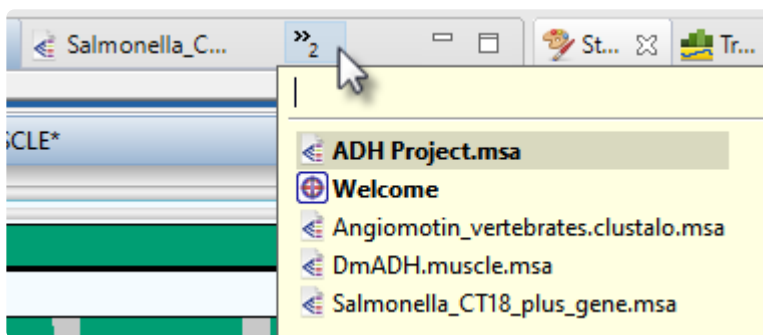 Salmonella_C...
»2
St...
Tr...
SCLE*
ADH Project.msa
Welcome
Angiomotin_vertebrates.clustalo.msa
DmADH.muscle.msa
Salmonella_CT18_plus_gene.msa